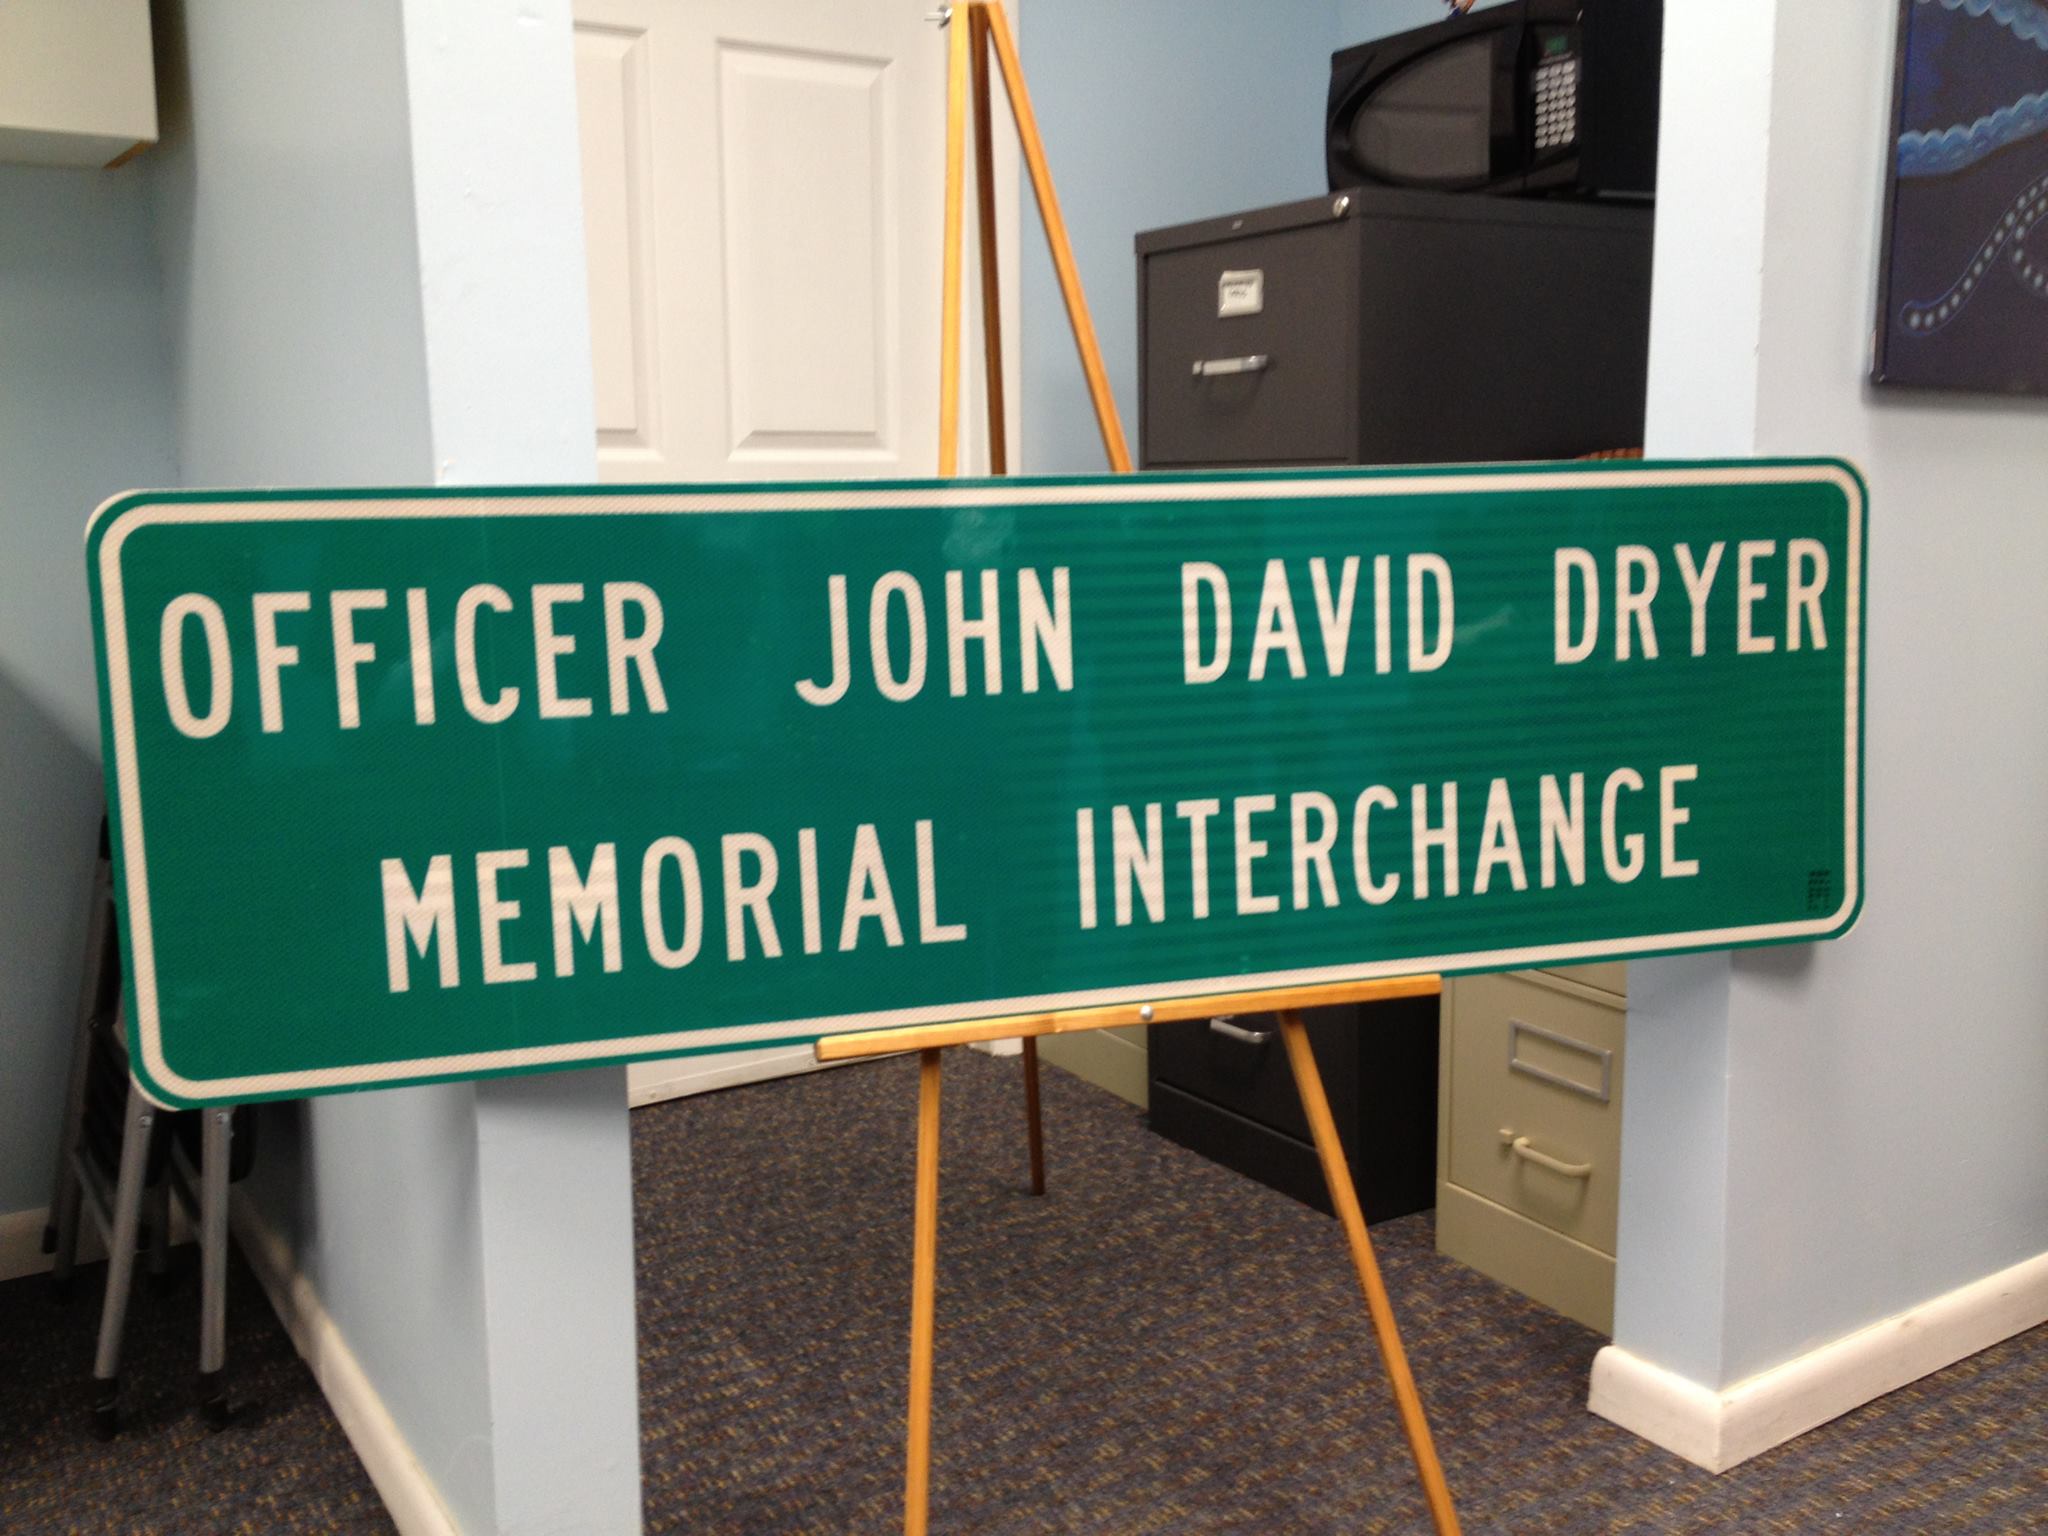 OFFICER JOHN DAVID DRYER
MEMORIAL INTERCHANGE